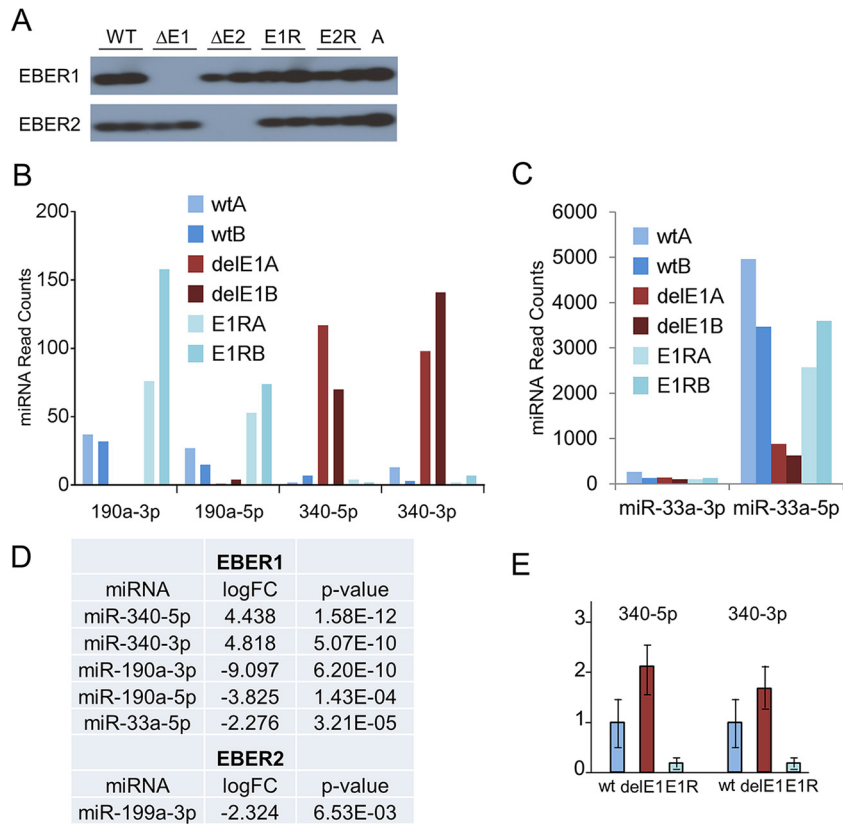 A
WT ΔE1 ΔE2 E1R E2R A
EBER1
EBER2
B
miRNA Read Counts
200
150
100
50
0
wtA
wtB
delE1A
delE1B
E1RA
E1RB
190a-3p 190a-5p 340-5p 340-3p
C
miRNA Read Counts
6000
5000
4000
3000
2000
1000
0
wtA
wtB
delE1A
delE1B
E1RA
E1RB
miR-33a-3p miR-33a-5p
D
EBER1
miRNA logFC p-value
miR-340-5p 4.438 1.58E-12
miR-340-3p 4.818 5.07E-10
miR-190a-3p -9.097 6.20E-10
miR-190a-5p -3.825 1.43E-04
miR-33a-5p -2.276 3.21E-05
EBER2
miRNA logFC p-value
miR-199a-3p -2.324 6.53E-03
E
340-5p 340-3p
3
2
1
0
wt delE1 E1R wt delE1 E1R